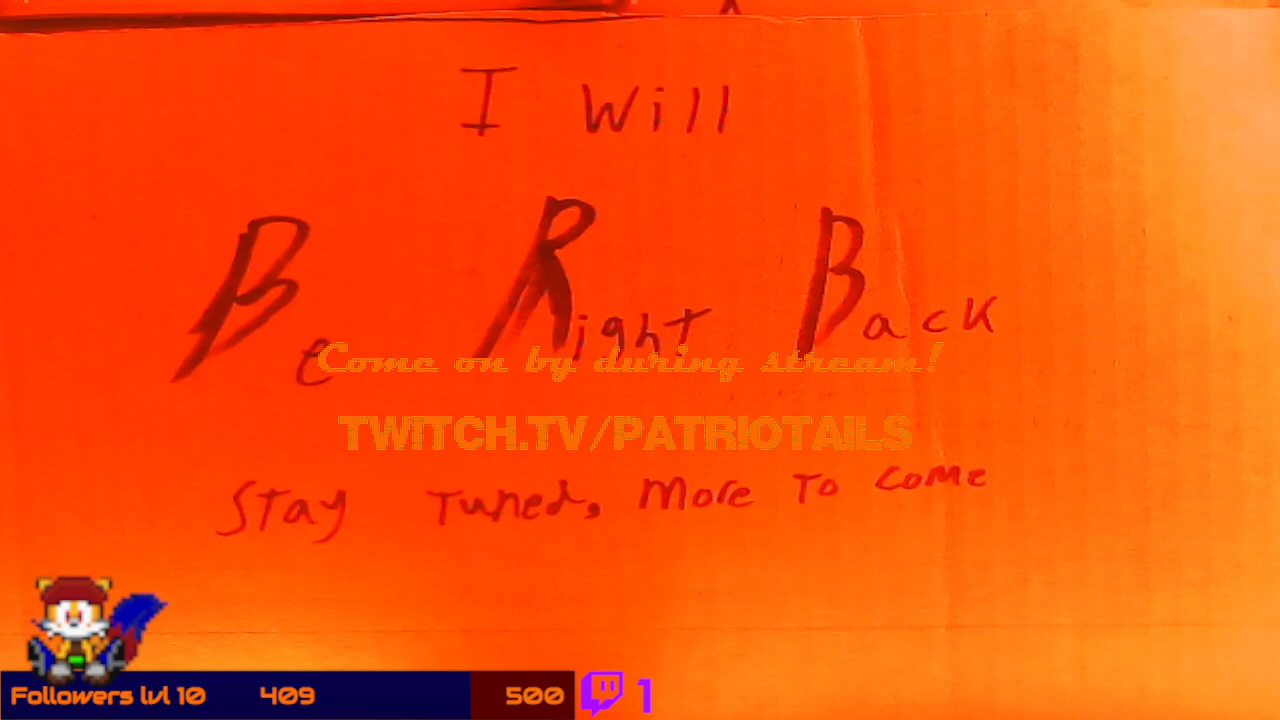 I Will
Be Right Back
Come on by during stream!
TWITCH.TV/PATRIOTAILS
Stay Tuned, More To Come
Followers lvl 10 409 500 1